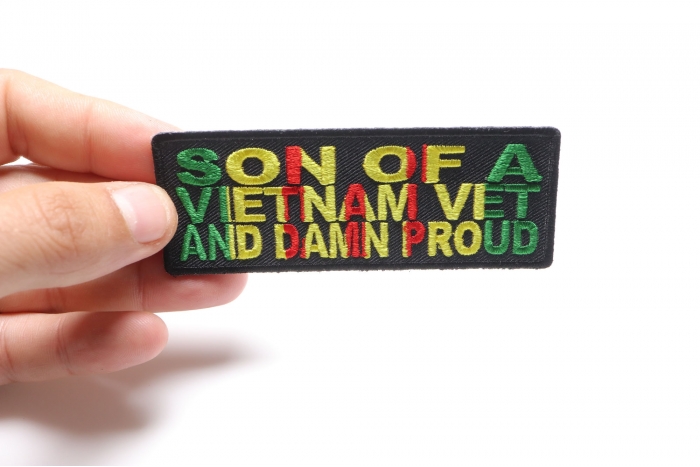 SON OF A
VIETNAM VET
AND DAMN PROUD